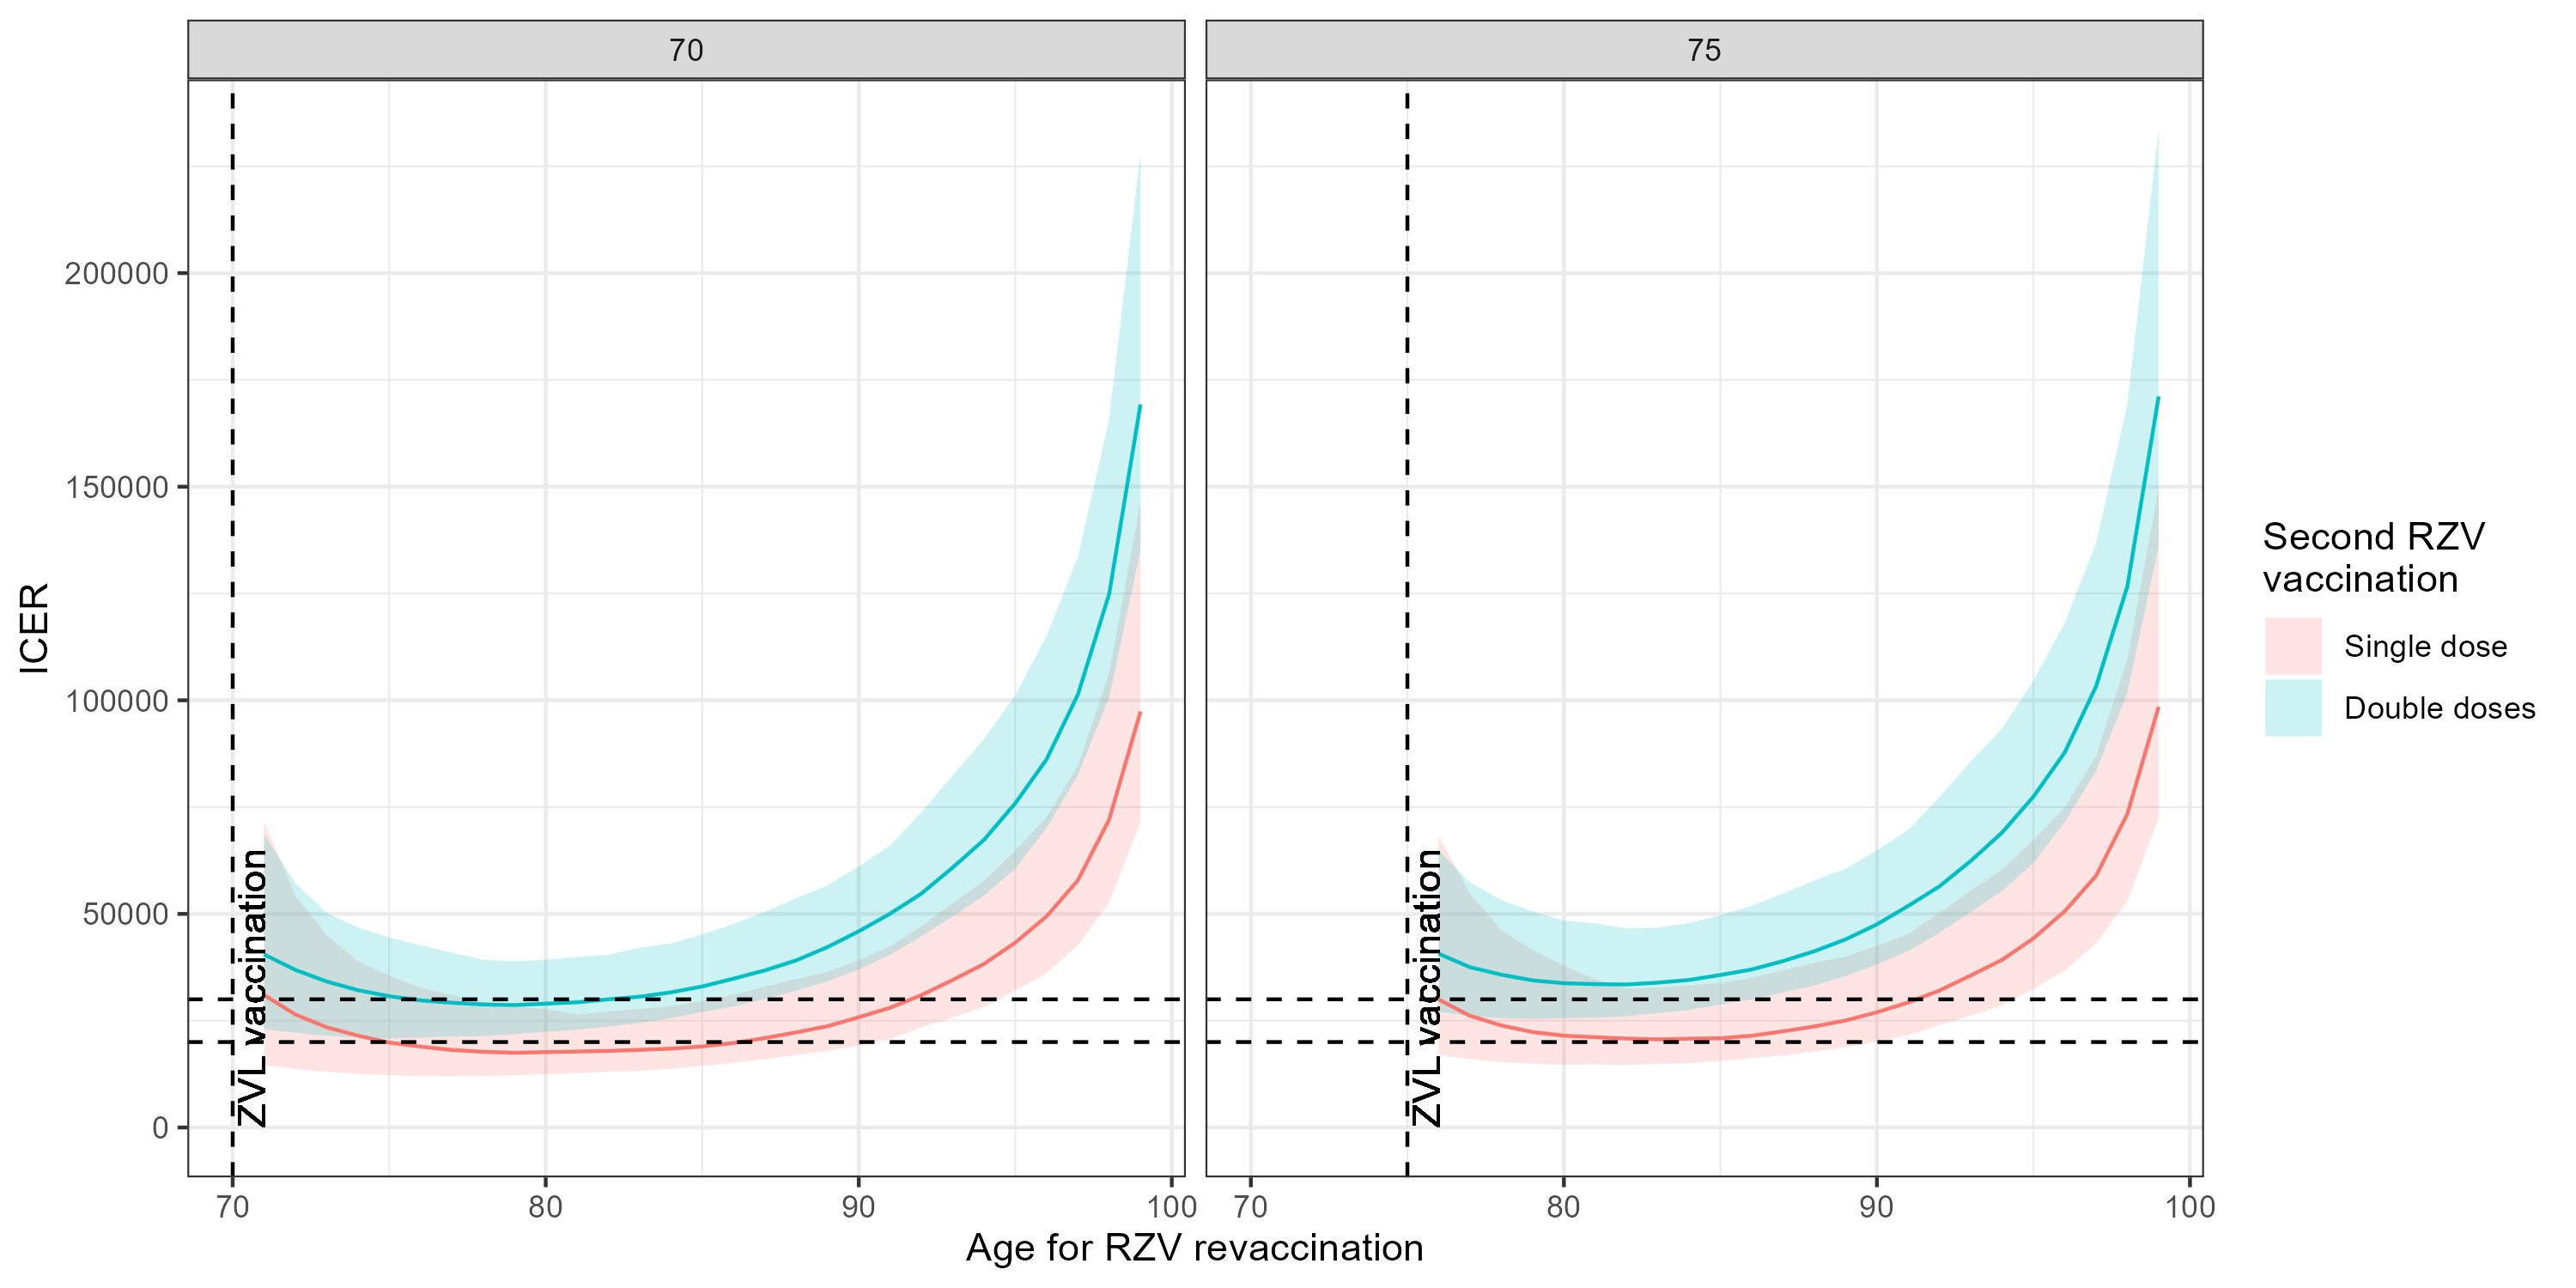 70
75
200000
150000
100000
50000
0
ICER
ZVL vaccination
ZVL vaccination
70
80
90
100
70
80
90
100
Age for RZV revaccination
Second RZV
vaccination
Single dose
Double doses